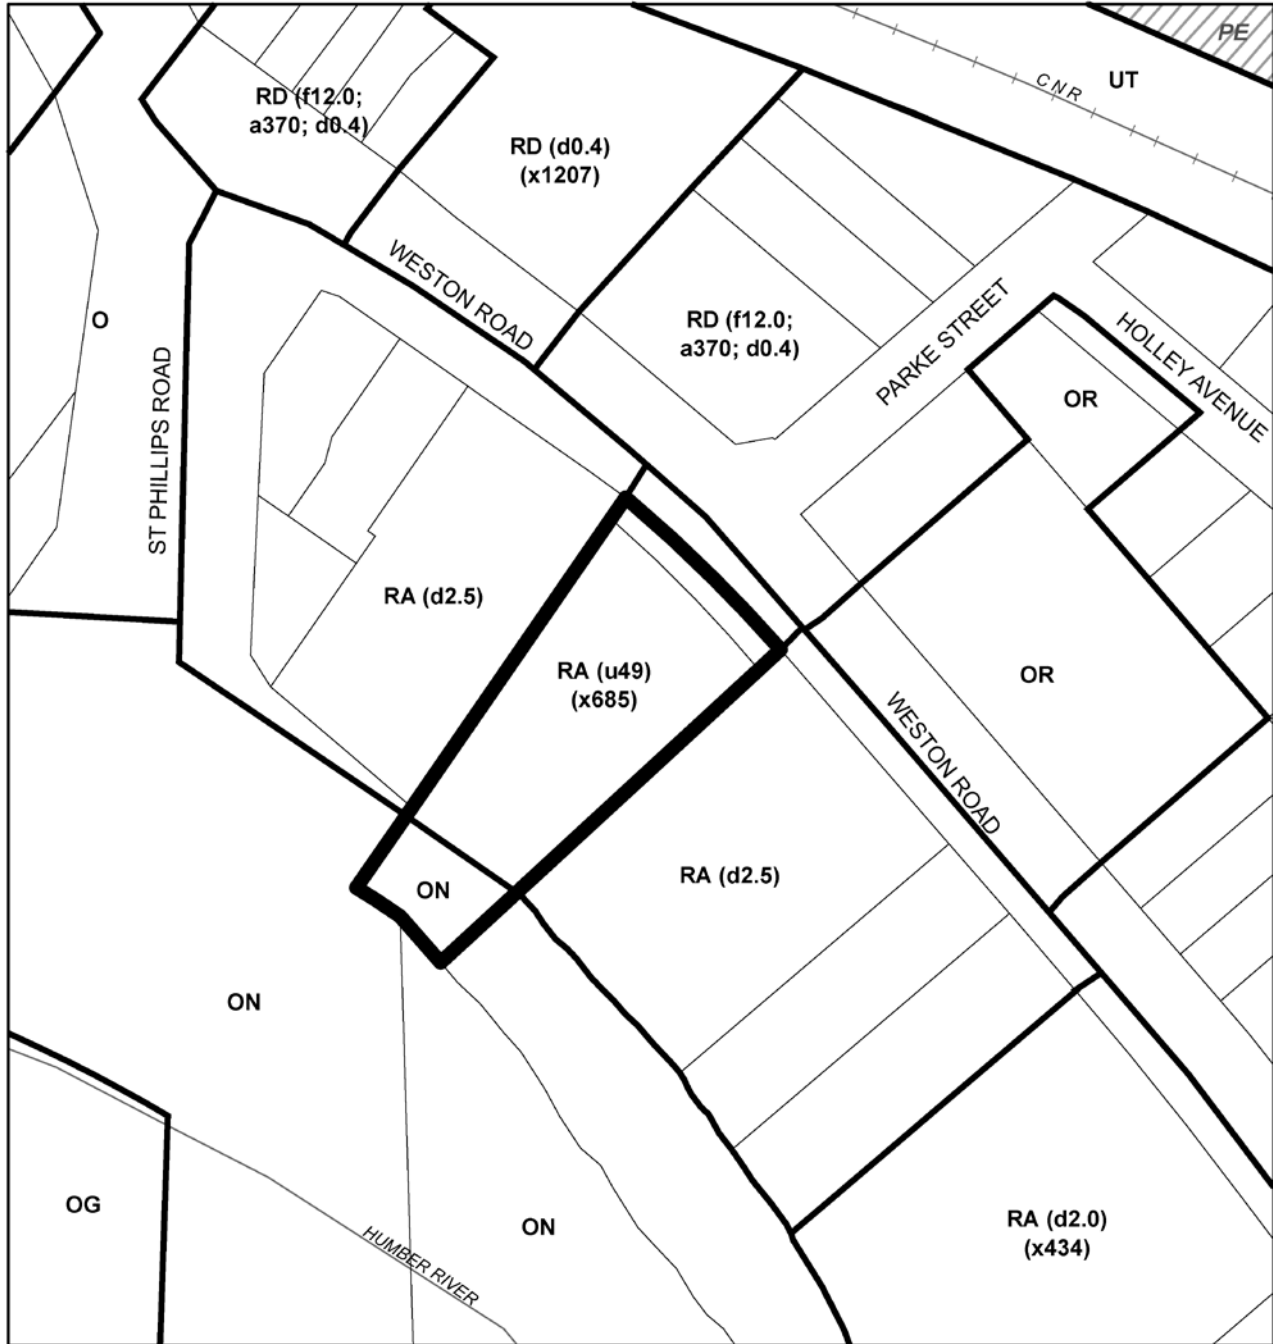 PE
UT
CNR
RD (f12.0;
a370; d0.4)
RD (d0.4)
(x1207)
WESTON ROAD
O
RD (f12.0;
a370; d0.4)
PARKE STREET
HOLLEY AVENUE
OR
ST PHILLIPS ROAD
RA (d2.5)
RA (u49)
(x685)
OR
WESTON ROAD
RA (d2.5)
ON
ON
OG
HUMBER RIVER
ON
RA (d2.0)
(x434)